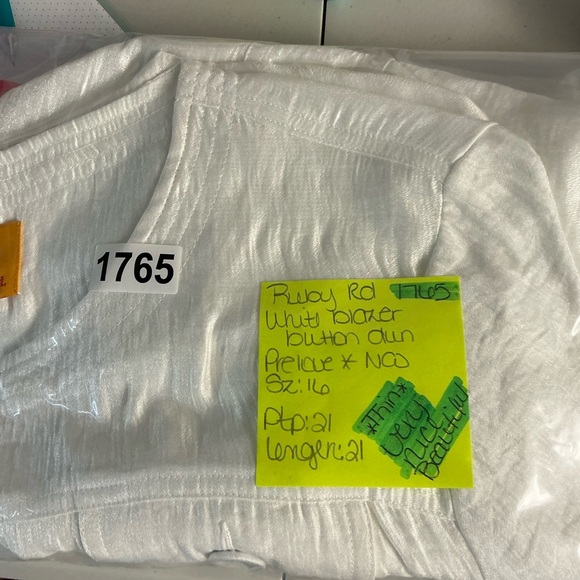 1765
Ruby Rd 1765
White blazer
button down
Prelove * NCO
Sz: 16
Ptp: 21
Length: 21
*Thin*
very
nice
Beautiful